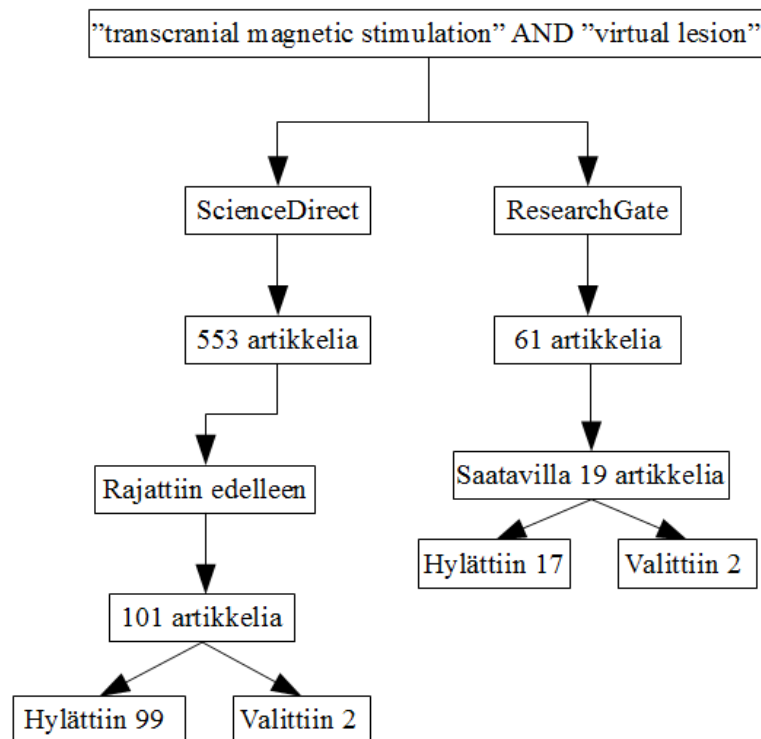 ”transcranial magnetic stimulation” AND ”virtual lesion”
ScienceDirect
ResearchGate
553 artikkelia
61 artikkelia
Rajattiin edelleen
Saatavilla 19 artikkelia
Hylättiin 17
Valittiin 2
101 artikkelia
Hylättiin 99
Valittiin 2